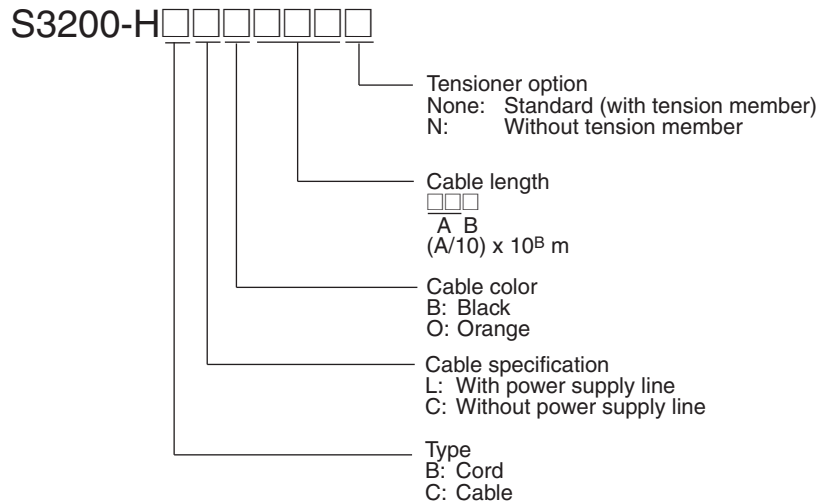 S3200-H□□□□□□□
Tensioner option
None: Standard (with tension member)
N: Without tension member
Cable length
□□□
A B
(A/10) x 10ᴮ m
Cable color
B: Black
O: Orange
Cable specification
L: With power supply line
C: Without power supply line
Type
B: Cord
C: Cable